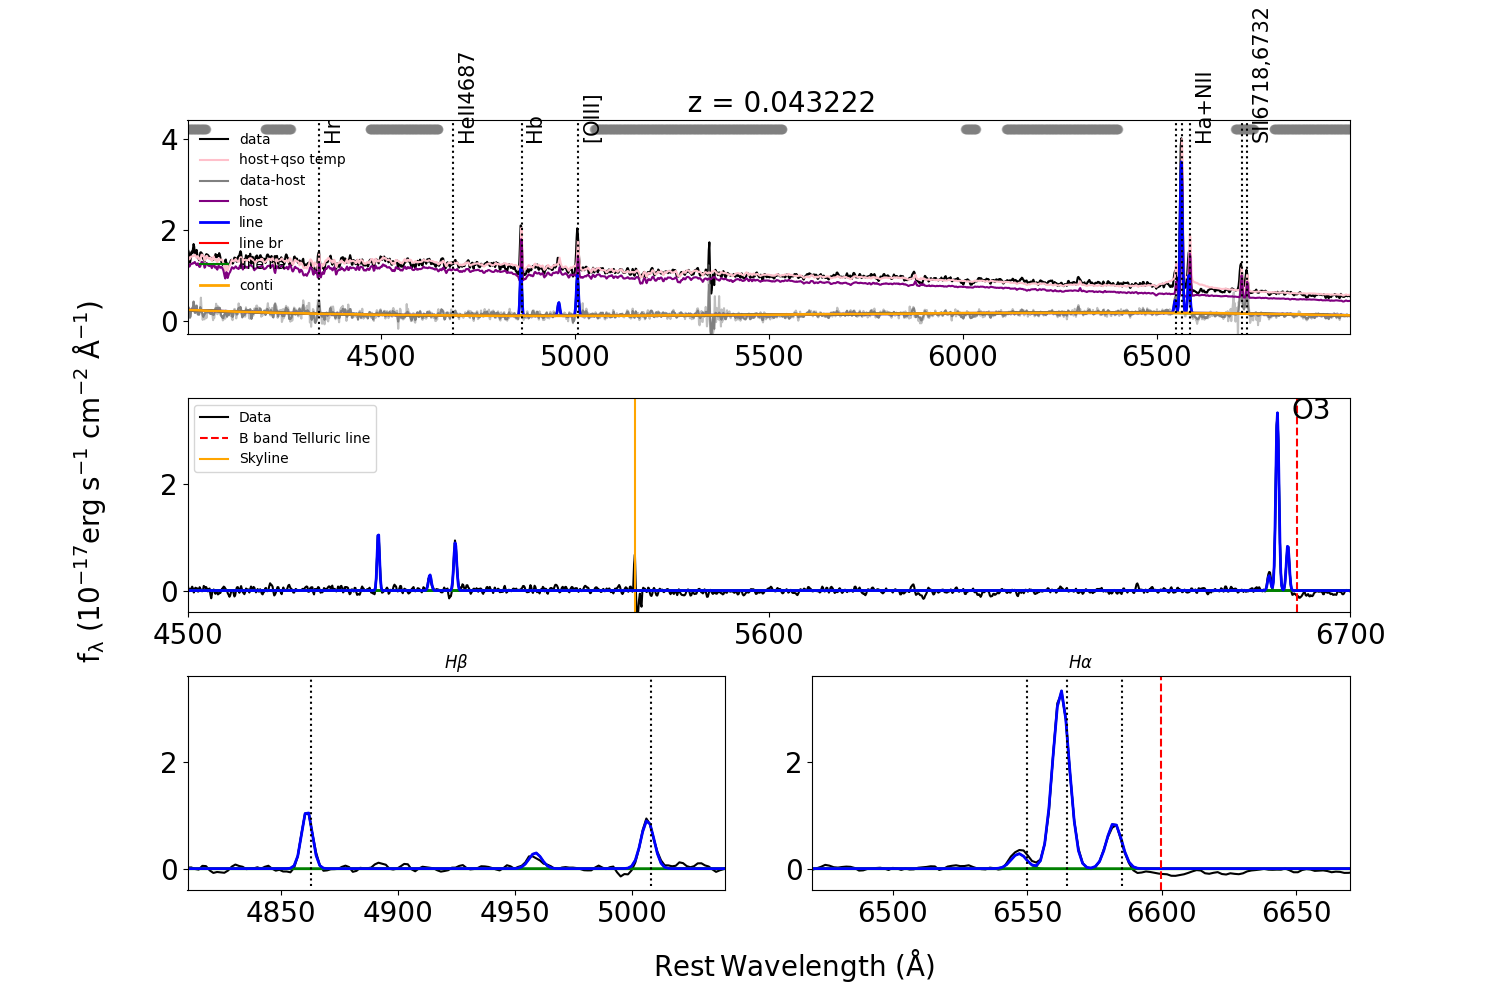 z = 0.043222
Hr
HeII4687
Hb
[OIII]
Ha+NII
SII6718,6732
data
host+qso temp
data-host
host
line
line br
conti
4
2
0
4500
5000
5500
6000
6500
fλ (10⁻¹⁷erg s⁻¹ cm⁻² Å⁻¹)
Data
B band Telluric line
Skyline
O3
2
0
4500
5600
6700
Hβ
2
0
4850
4900
4950
5000
Hα
2
0
6500
6550
6600
6650
Rest Wavelength (Å)